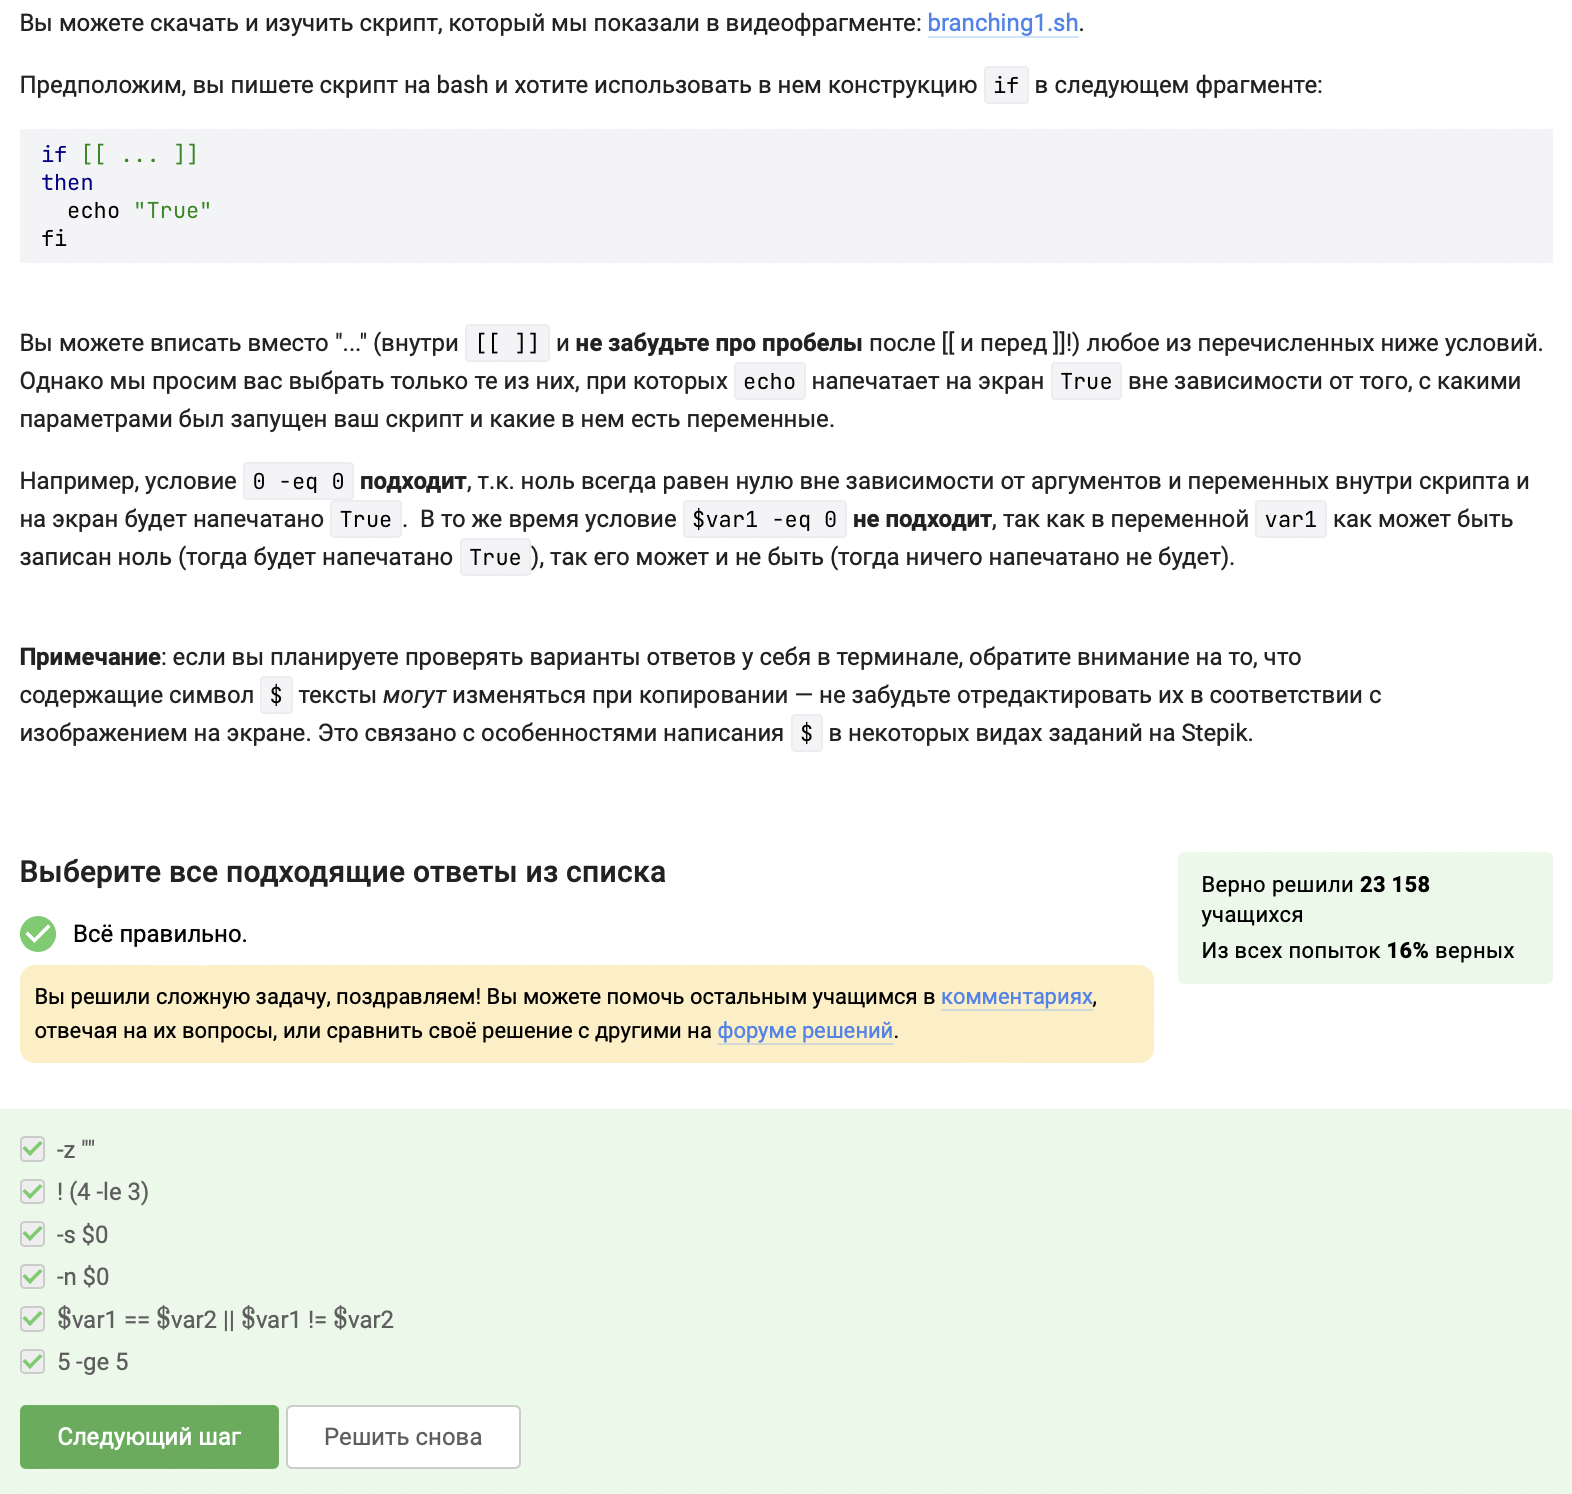 Вы можете скачать и изучить скрипт, который мы показали в видеофрагменте: branching1.sh.
Предположим, вы пишете скрипт на bash и хотите использовать в нем конструкцию if в следующем фрагменте:
if [[ ... ]]
then
  echo "True"
fi
Вы можете вписать вместо "..." (внутри [[ ]] и не забудьте про пробелы после [[ и перед ]]!) любое из перечисленных ниже условий.
Однако мы просим вас выбрать только те из них, при которых echo напечатает на экран True вне зависимости от того, с какими
параметрами был запущен ваш скрипт и какие в нем есть переменные.
Например, условие 0 -eq 0 подходит, т.к. ноль всегда равен нулю вне зависимости от аргументов и переменных внутри скрипта и
на экран будет напечатано True. В то же время условие $var1 -eq 0 не подходит, так как в переменной var1 как может быть
записан ноль (тогда будет напечатано True), так его может и не быть (тогда ничего напечатано не будет).
Примечание: если вы планируете проверять варианты ответов у себя в терминале, обратите внимание на то, что
содержащие символ $ тексты могут изменяться при копировании — не забудьте отредактировать их в соответствии с
изображением на экране. Это связано с особенностями написания $ в некоторых видах заданий на Stepik.
Выберите все подходящие ответы из списка
Верно решили 23 158
учащихся
Из всех попыток 16% верных
Всё правильно.
Вы решили сложную задачу, поздравляем! Вы можете помочь остальным учащимся в комментариях,
отвечая на их вопросы, или сравнить своё решение с другими на форуме решений.
-z ""
! (4 -le 3)
-s $0
-n $0
$var1 == $var2 || $var1 != $var2
5 -ge 5
Следующий шаг
Решить снова